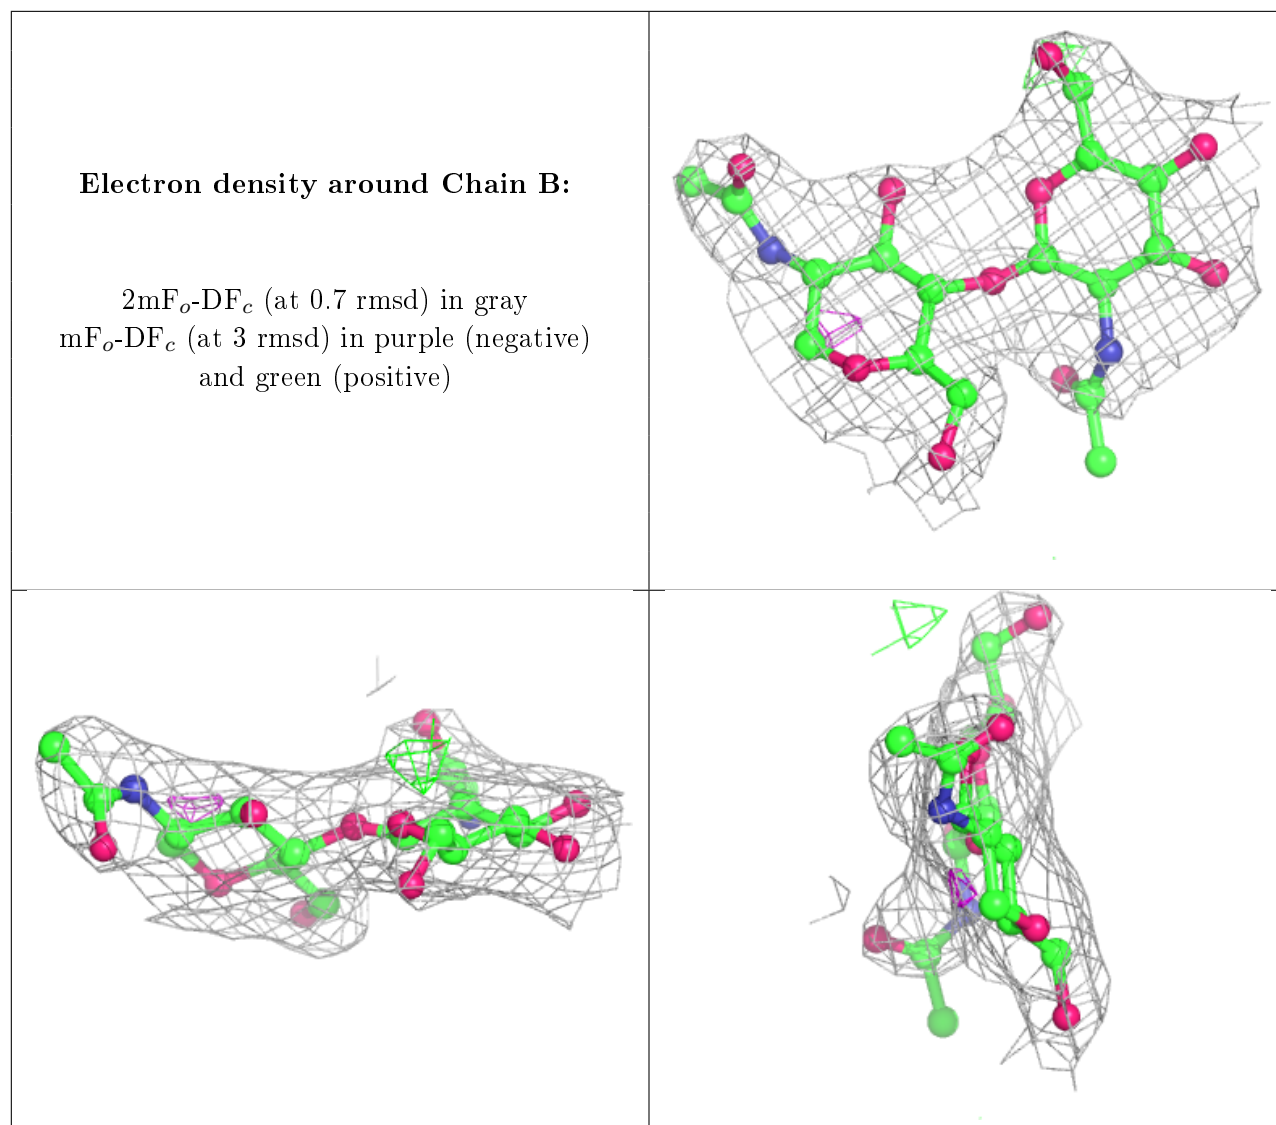 Electron density around Chain B:
2mFₒ-DF𝒸 (at 0.7 rmsd) in gray
mFₒ-DF𝒸 (at 3 rmsd) in purple (negative)
and green (positive)